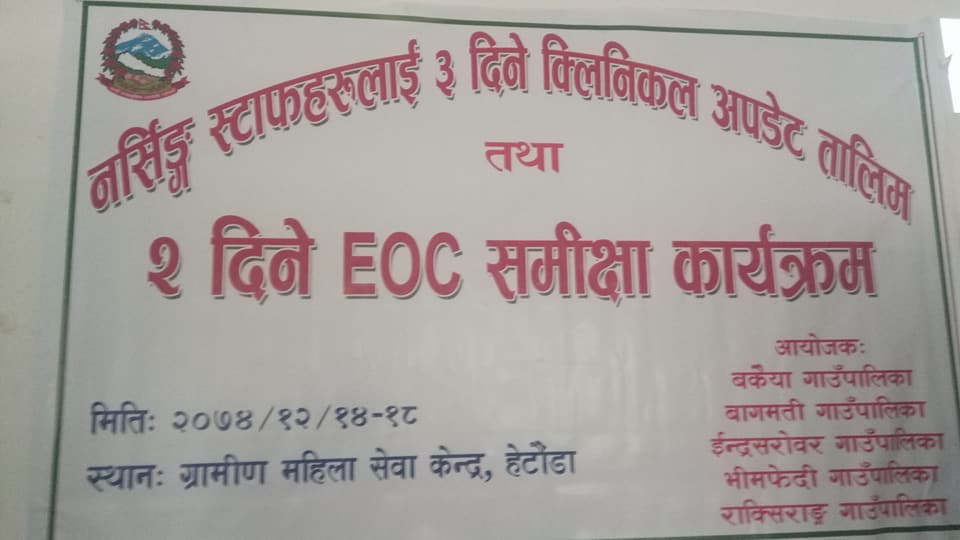 नर्सिङ्ग स्टाफहरुलाई ३ दिने क्लिनिकल अपडेट तालिम
तथा
२ दिने EOC समीक्षा कार्यक्रम
आयोजकः
बकैया गाउँपालिका
बागमती गाउँपालिका
ईन्द्रसरोवर गाउँपालिका
भीमफेदी गाउँपालिका
राक्सिराङ्ग गाउँपालिका
मितिः २०७४/१२/१४-१८
स्थानः ग्रामीण महिला सेवा केन्द्र, हेटौंडा